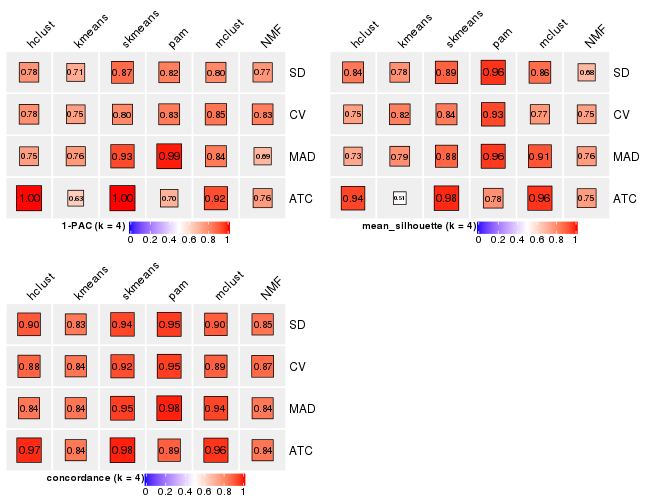 hclust kmeans skmeans pam mclust NMF
0.78 0.71 0.87 0.82 0.80 0.77 SD
0.78 0.75 0.80 0.83 0.85 0.83 CV
0.75 0.76 0.93 0.99 0.84 0.69 MAD
1.00 0.63 1.00 0.70 0.92 0.76 ATC
1-PAC (k = 4)
0 0.2 0.4 0.6 0.8 1
hclust kmeans skmeans pam mclust NMF
0.84 0.78 0.89 0.96 0.86 0.68 SD
0.75 0.82 0.84 0.93 0.77 0.75 CV
0.73 0.79 0.88 0.96 0.91 0.76 MAD
0.94 0.51 0.98 0.78 0.96 0.75 ATC
mean_silhouette (k = 4)
0 0.2 0.4 0.6 0.8 1
hclust kmeans skmeans pam mclust NMF
0.90 0.83 0.94 0.95 0.90 0.85 SD
0.88 0.84 0.92 0.95 0.89 0.87 CV
0.84 0.84 0.95 0.98 0.94 0.84 MAD
0.97 0.84 0.98 0.89 0.96 0.84 ATC
concordance (k = 4)
0 0.2 0.4 0.6 0.8 1